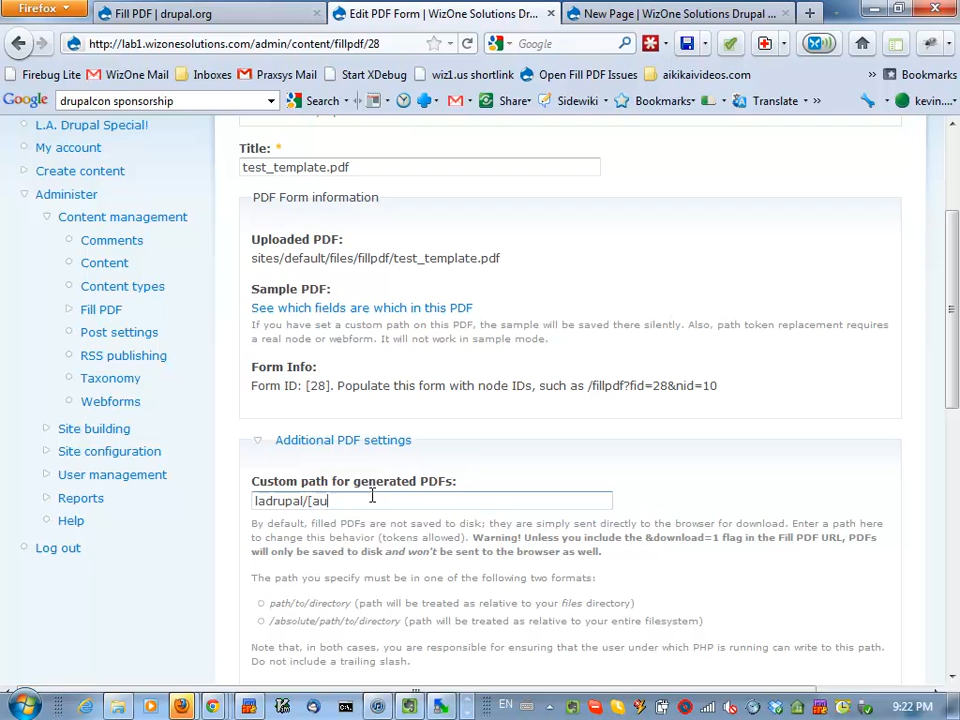 Firefox
Fill PDF | drupal.org
Edit PDF Form | WizOne Solutions Dr...
New Page | WizOne Solutions Drupal ...
http://lab1.wizonesolutions.com/admin/content/fillpdf/28
Google
Firebug Lite
WizOne Mail
Inboxes
Praxsys Mail
Start XDebug
wiz1.us shortlink
Open Fill PDF Issues
aikikaivideos.com
Bookmarks
Google
drupalcon sponsorship
Search
Share
Sidewiki
Bookmarks
Translate
kevin....
L.A. Drupal Special!
My account
Create content
Administer
Content management
Comments
Content
Content types
Fill PDF
Post settings
RSS publishing
Taxonomy
Webforms
Site building
Site configuration
User management
Reports
Help
Log out
Title: *
test_template.pdf
PDF Form information
Uploaded PDF:
sites/default/files/fillpdf/test_template.pdf
Sample PDF:
See which fields are which in this PDF
If you have set a custom path on this PDF, the sample will be saved there silently. Also, path token replacement requires
a real node or webform. It will not work in sample mode.
Form Info:
Form ID: [28]. Populate this form with node IDs, such as /fillpdf?fid=28&nid=10
Additional PDF settings
Custom path for generated PDFs:
ladrupal/[au
By default, filled PDFs are not saved to disk; they are simply sent directly to the browser for download. Enter a path here
to change this behavior (tokens allowed). Warning! Unless you include the &download=1 flag in the Fill PDF URL, PDFs
will only be saved to disk and won't be sent to the browser as well.
The path you specify must be in one of the following two formats:
path/to/directory (path will be treated as relative to your files directory)
/absolute/path/to/directory (path will be treated as relative to your entire filesystem)
Note that, in both cases, you are responsible for ensuring that the user under which PHP is running can write to this path.
Do not include a trailing slash.
EN
9:22 PM